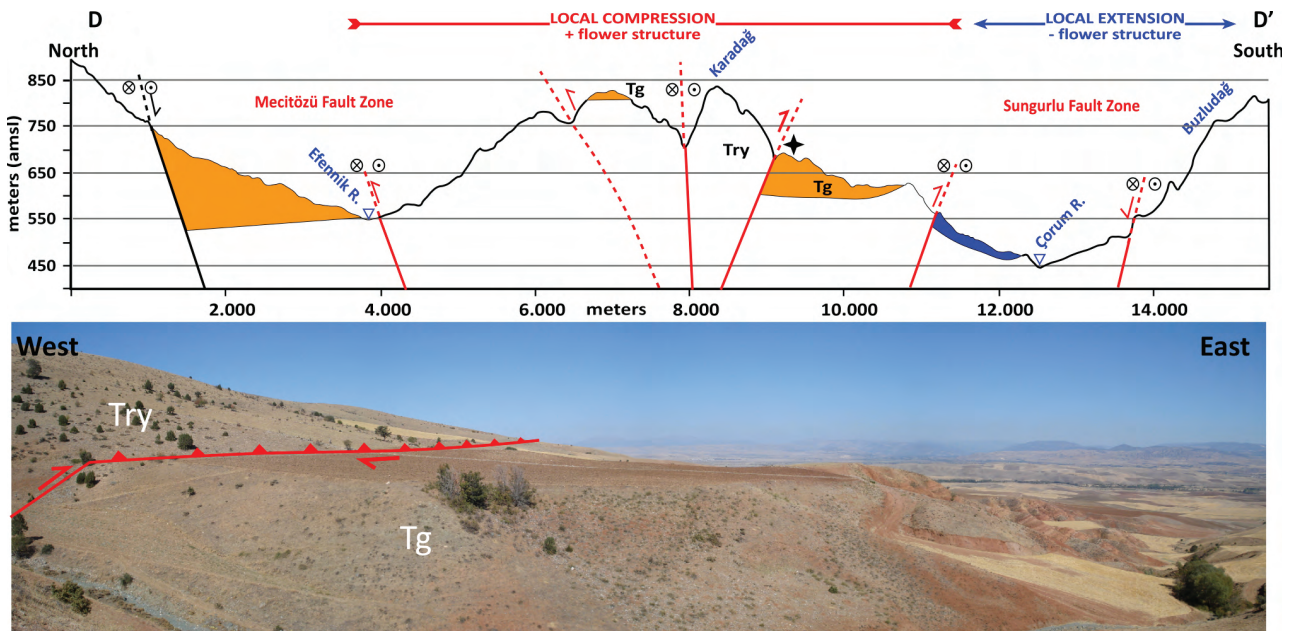 D
LOCAL COMPRESSION
+ flower structure
LOCAL EXTENSION
- flower structure
D'
North
South
Karadağ
850
750
650
550
450
meters (amsl)
Mecitözü Fault Zone
Tg
Sungurlu Fault Zone
Buzludağ
Efennik R.
Try
Tg
Çorum R.
2.000
4.000
6.000
meters
8.000
10.000
12.000
14.000
West
East
Try
Tg